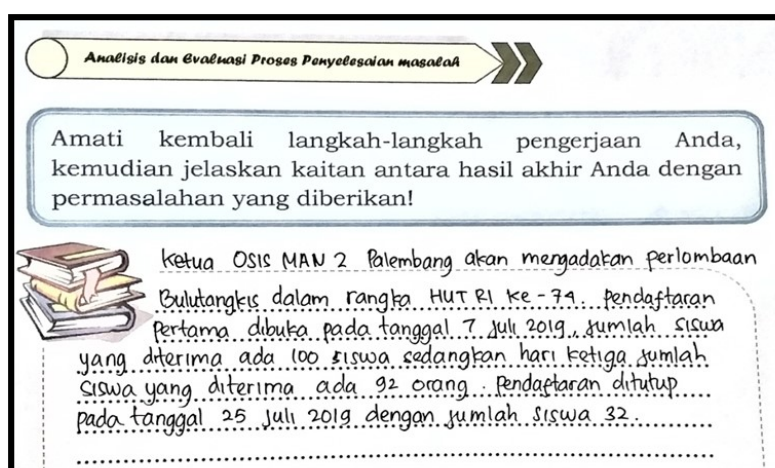 Analisis dan Evaluasi Proses Penyelesaian masalah
Amati kembali langkah-langkah pengerjaan Anda,
kemudian jelaskan kaitan antara hasil akhir Anda dengan
permasalahan yang diberikan!
Ketua OSIS MAN 2 Palembang akan mengadakan perlombaan
Bulutangkis dalam rangka HUT RI Ke-74. Pendaftaran
Pertama dibuka pada tanggal 7 Juli 2019, Jumlah siswa
yang diterima ada 100 siswa sedangkan hari ketiga Jumlah
siswa yang diterima ada 92 orang. Pendaftaran ditutup
pada tanggal 25 Juli 2019 dengan jumlah siswa 32.